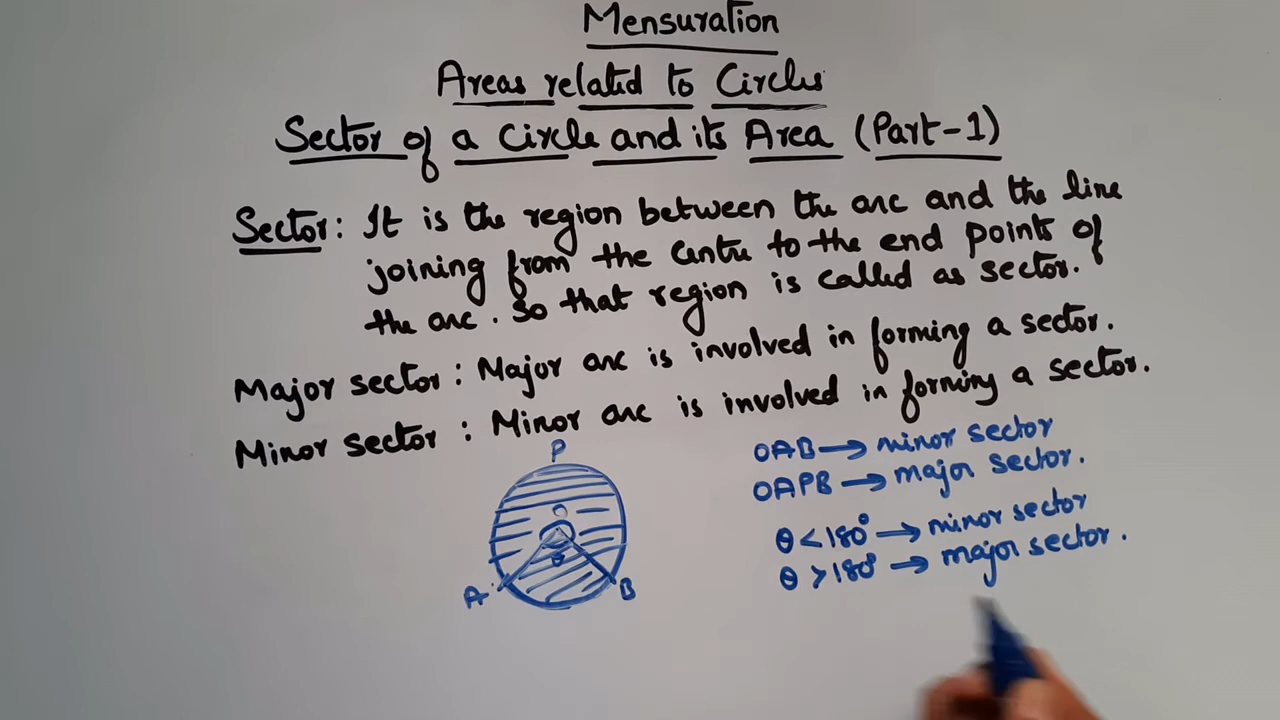 Mensuration
Areas related to Circles
Sector of a Circle and its Area (Part-1)
Sector: It is the region between the arc and the line
joining from the centre to the end points of
the arc. So that region is called as sector.
Major sector: Major arc is involved in forming a sector.
Minor sector: Minor arc is involved in forming a sector.
P
O
θ
A
B
OAB → minor sector
OAPB → major sector.
θ < 180° → minor sector
θ > 180° → major sector.